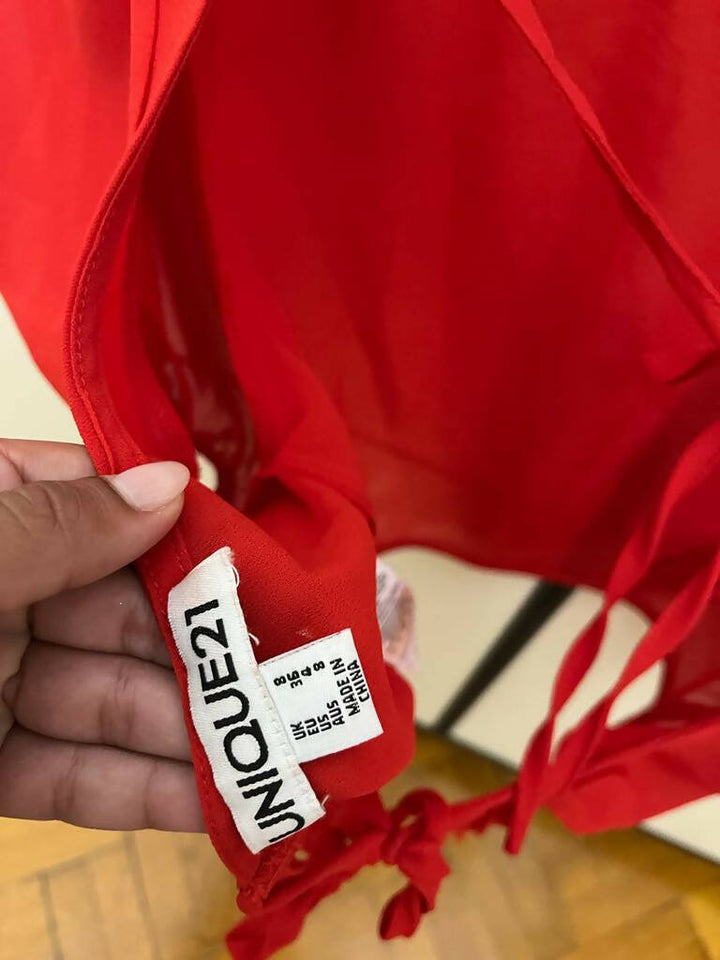 UNIQUE21
UK 8
EU 36
US 4
AUS 8
MADE IN
CHINA